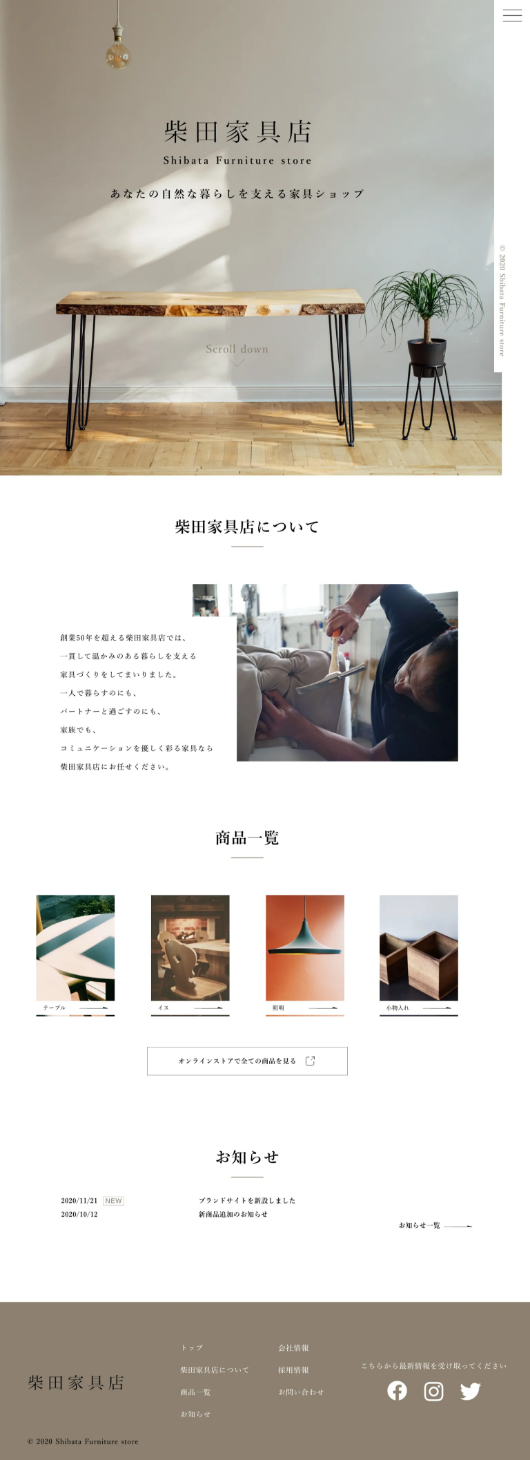 柴田家具店
Shibata Furniture store
あなたの自然な暮らしを支える家具ショップ
© 2020 Shibata Furniture store
Scroll down
柴田家具店について
創業50年を超える柴田家具店では、
一貫して温かみのある暮らしを支える
家具づくりをしてまいりました。
一人で暮らすのにも、
パートナーと過ごすのにも、
家族でも、
コミュニケーションを優しく彩る家具なら
柴田家具店にお任せください。
商品一覧
テーブル
イス
照明
小物入れ
オンラインストアで全ての商品を見る
お知らせ
2020/11/21 NEW ブランドサイトを新設しました
2020/10/12 新商品追加のお知らせ
お知らせ一覧
柴田家具店
トップ
柴田家具店について
商品一覧
お知らせ
会社情報
採用情報
お問い合わせ
こちらから最新情報を受け取ってください
© 2020 Shibata Furniture store